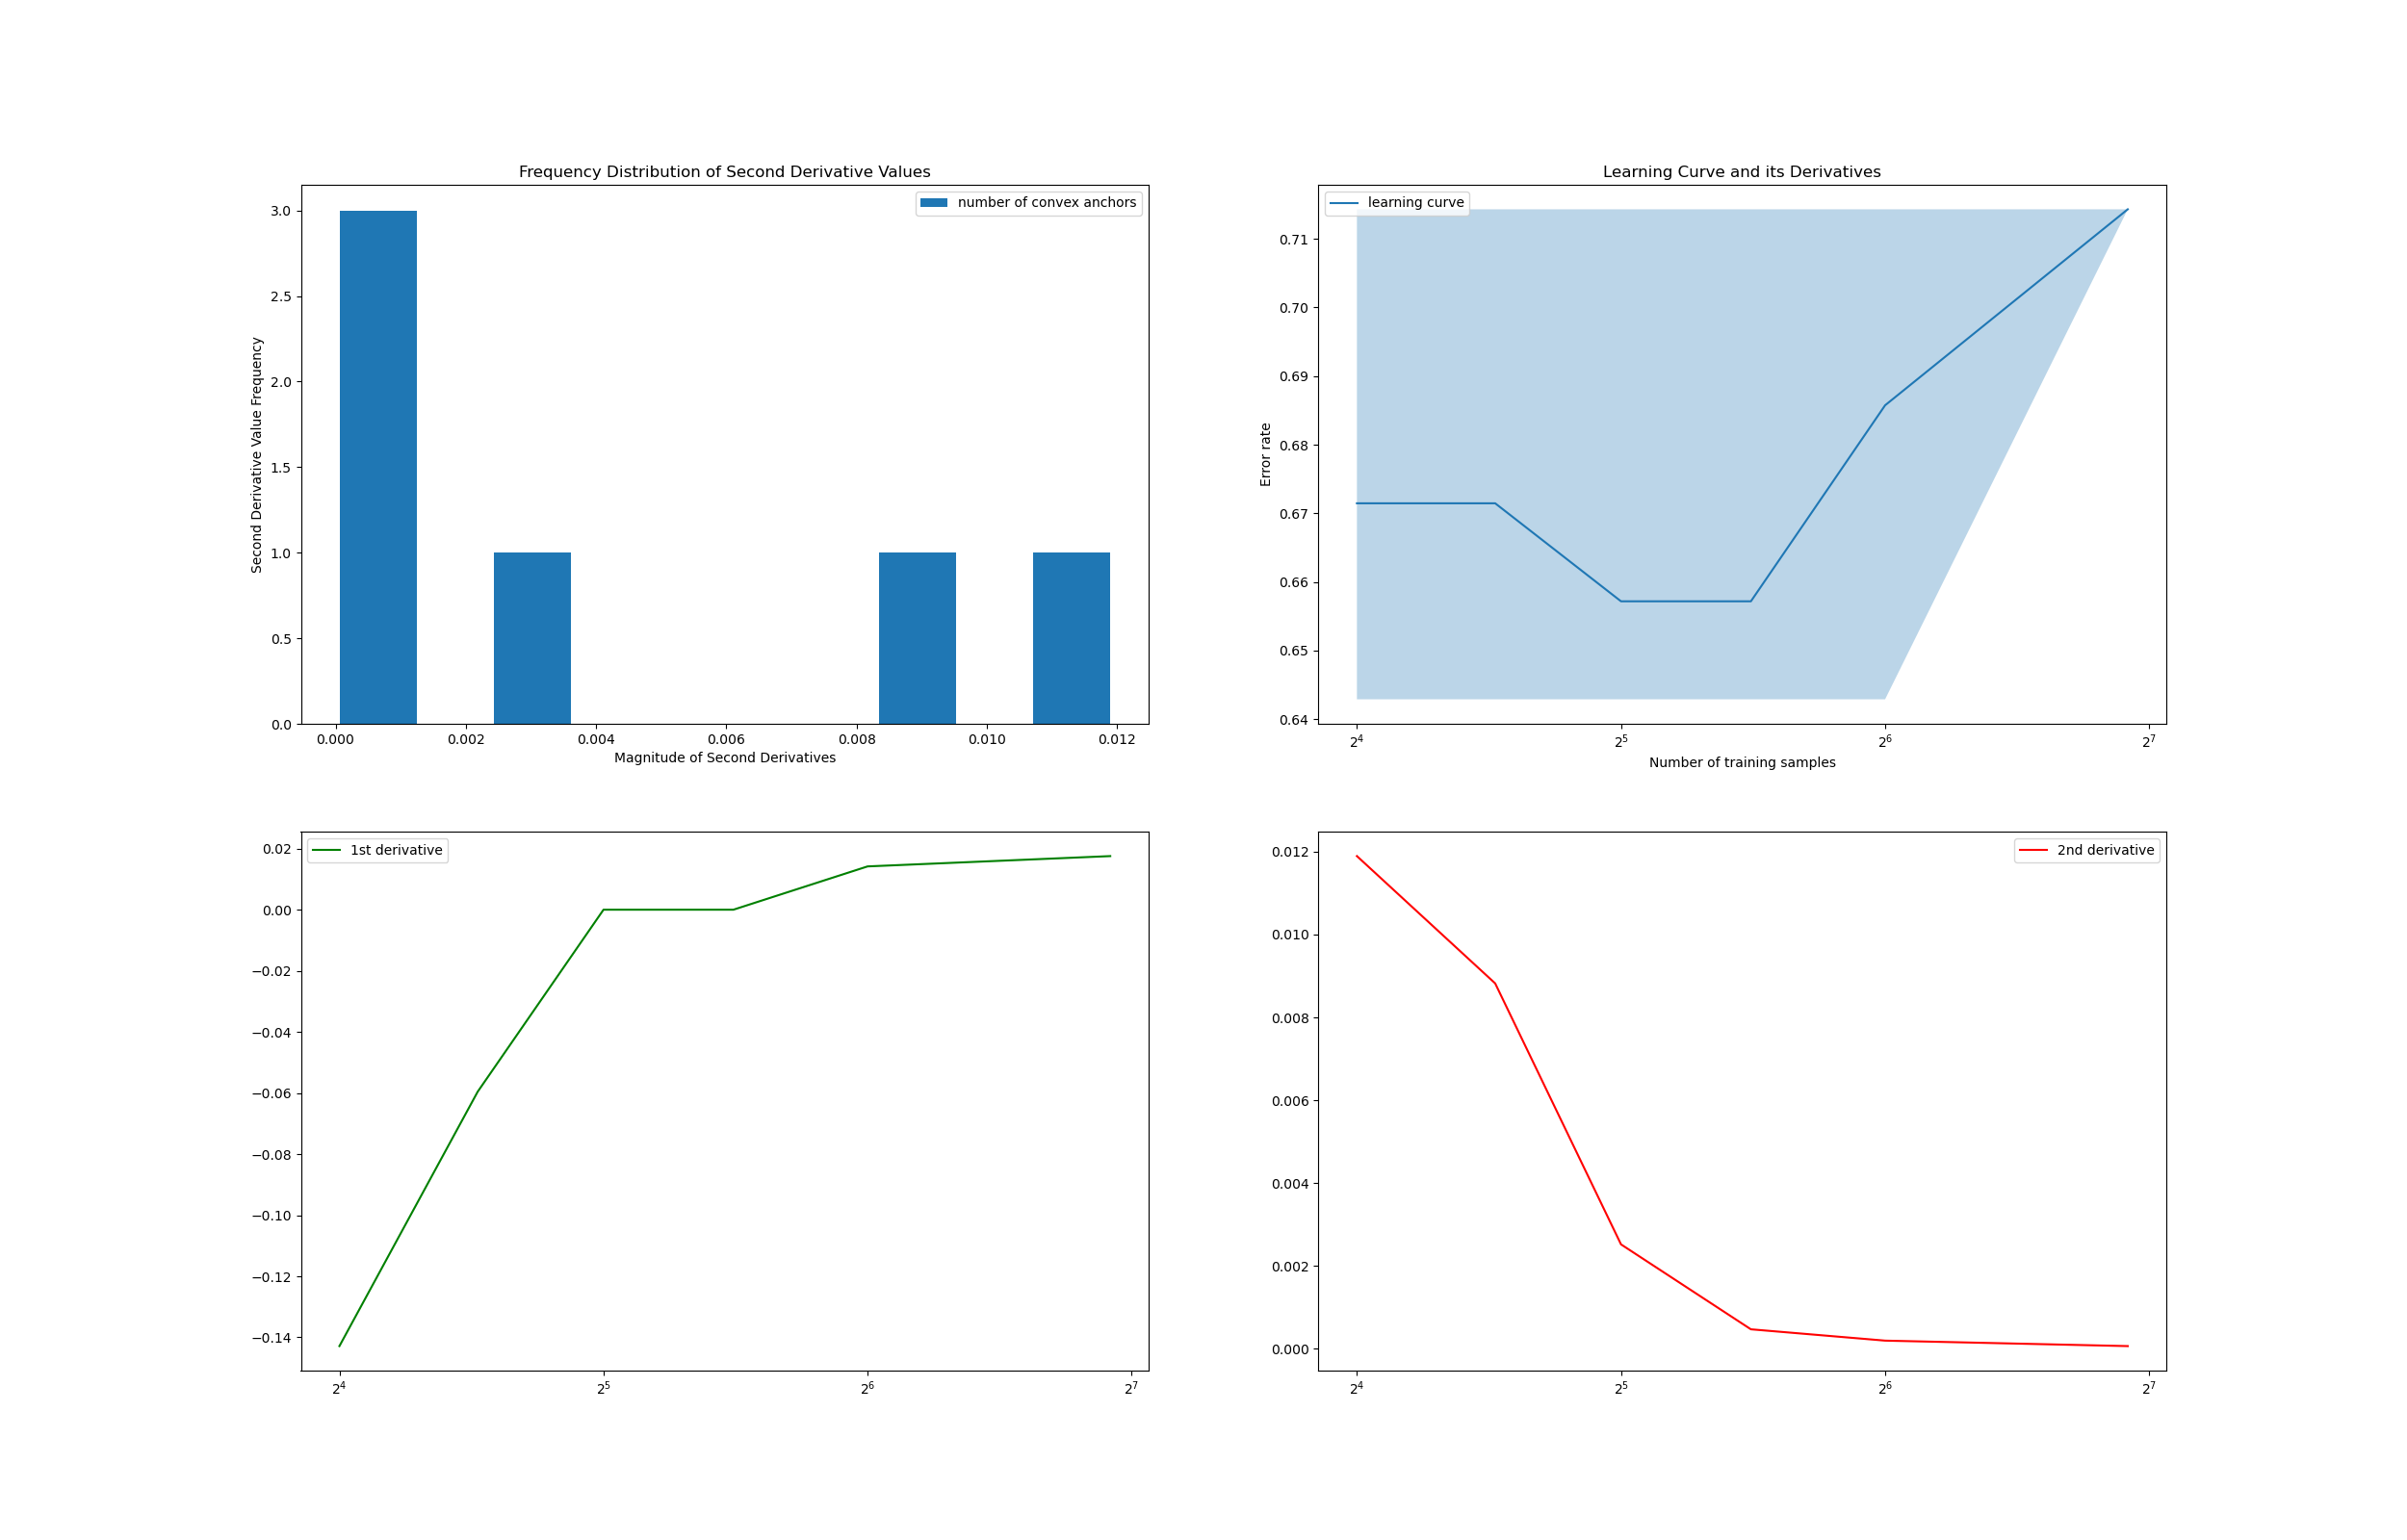 Frequency Distribution of Second Derivative Values
number of convex anchors
Second Derivative Value Frequency
3.0
2.5
2.0
1.5
1.0
0.5
0.0
0.000 0.002 0.004 0.006 0.008 0.010 0.012
Magnitude of Second Derivatives
Learning Curve and its Derivatives
learning curve
Error rate
0.71
0.70
0.69
0.68
0.67
0.66
0.65
0.64
2⁴ 2⁵ 2⁶ 2⁷
Number of training samples
1st derivative
0.02
0.00
−0.02
−0.04
−0.06
−0.08
−0.10
−0.12
−0.14
2⁴ 2⁵ 2⁶ 2⁷
2nd derivative
0.012
0.010
0.008
0.006
0.004
0.002
0.000
2⁴ 2⁵ 2⁶ 2⁷